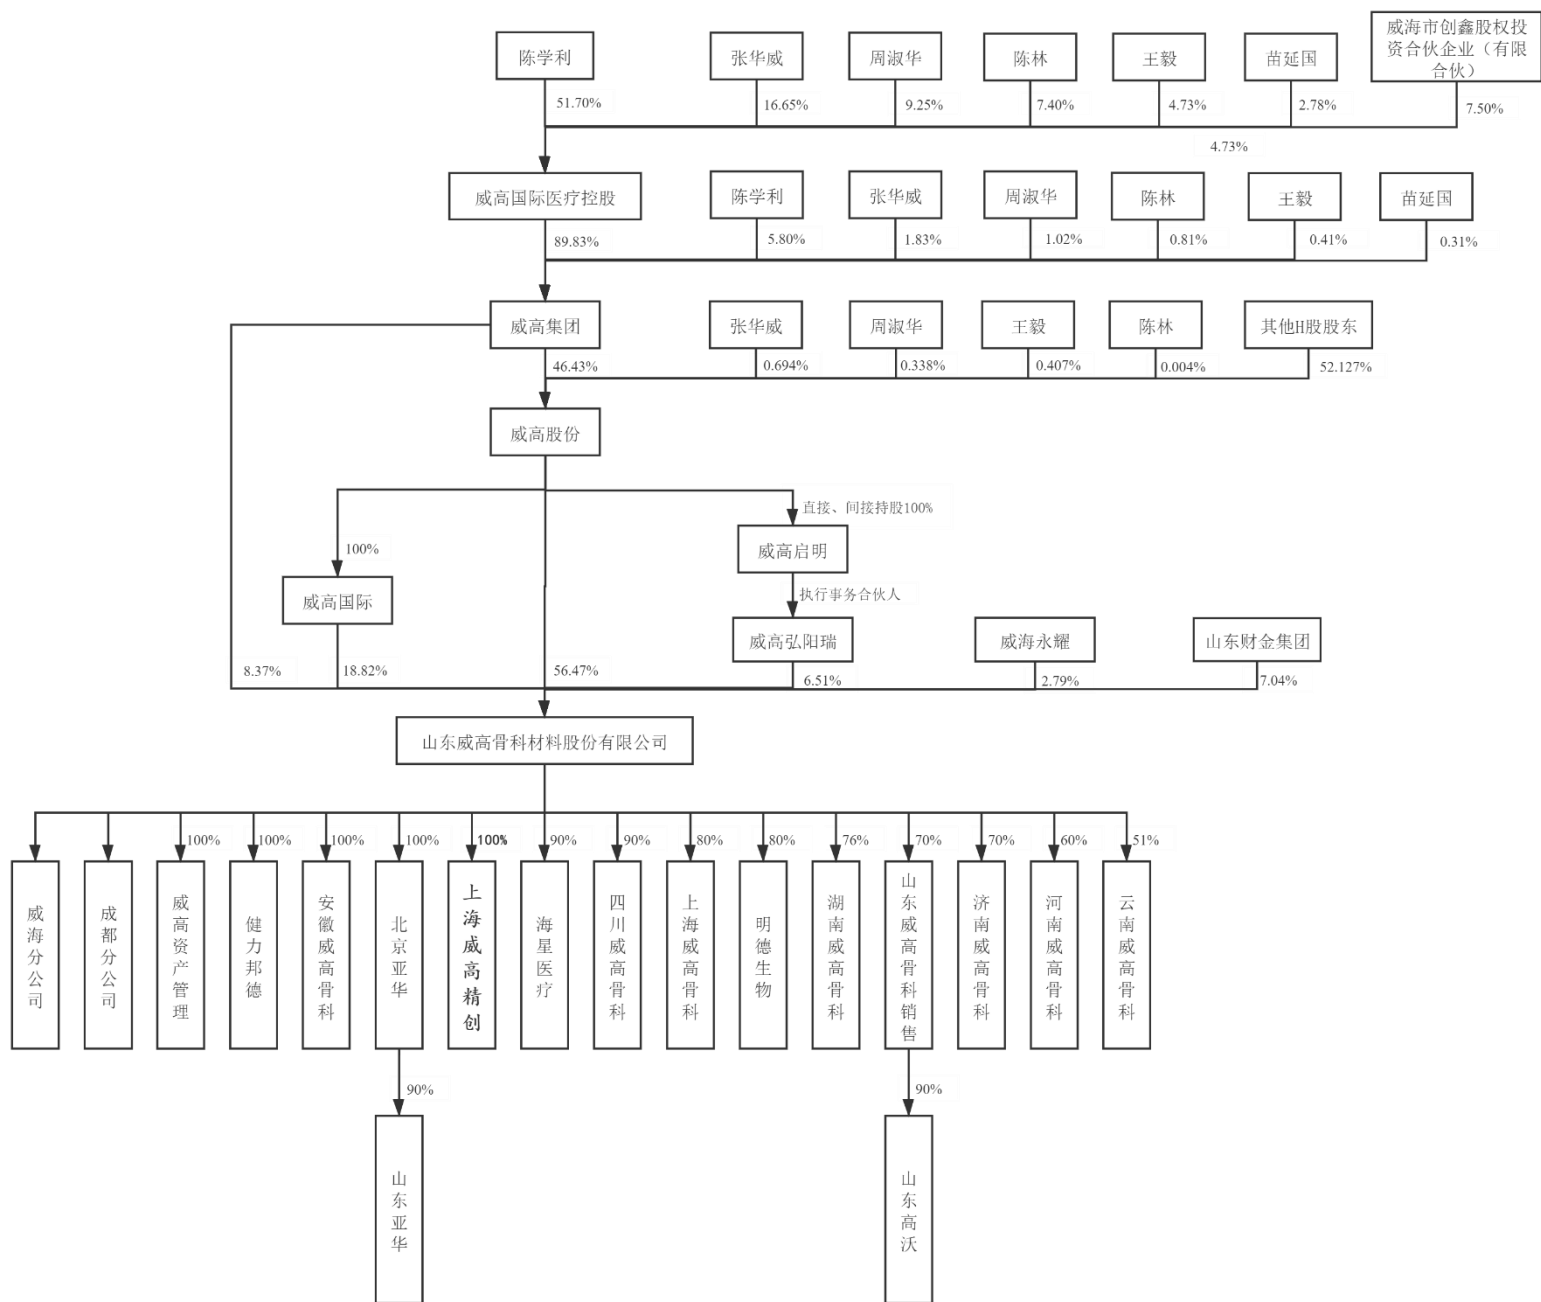 陈学利
张华威
周淑华
陈林
王毅
苗延国
威海市创鑫股权投
资合伙企业（有限
合伙）
51.70%
16.65%
9.25%
7.40%
4.73%
2.78%
7.50%
4.73%
威高国际医疗控股
陈学利
张华威
周淑华
陈林
王毅
苗延国
89.83%
5.80%
1.83%
1.02%
0.81%
0.41%
0.31%
威高集团
张华威
周淑华
王毅
陈林
其他H股股东
46.43%
0.694%
0.338%
0.407%
0.004%
52.127%
威高股份
直接、间接持股100%
100%
威高启明
威高国际
执行事务合伙人
威高弘阳瑞
威海永耀
山东财金集团
8.37%
18.82%
56.47%
6.51%
2.79%
7.04%
山东威高骨科材料股份有限公司
100%
100%
100%
100%
100%
90%
90%
80%
80%
76%
70%
70%
60%
51%
威海分公司
成都分公司
威高资产管理
健力邦德
安徽威高骨科
北京亚华
上海威高精创
海星医疗
四川威高骨科
上海威高骨科
明德生物
湖南威高骨科
山东威高骨科销售
济南威高骨科
河南威高骨科
云南威高骨科
90%
90%
山东亚华
山东高沃